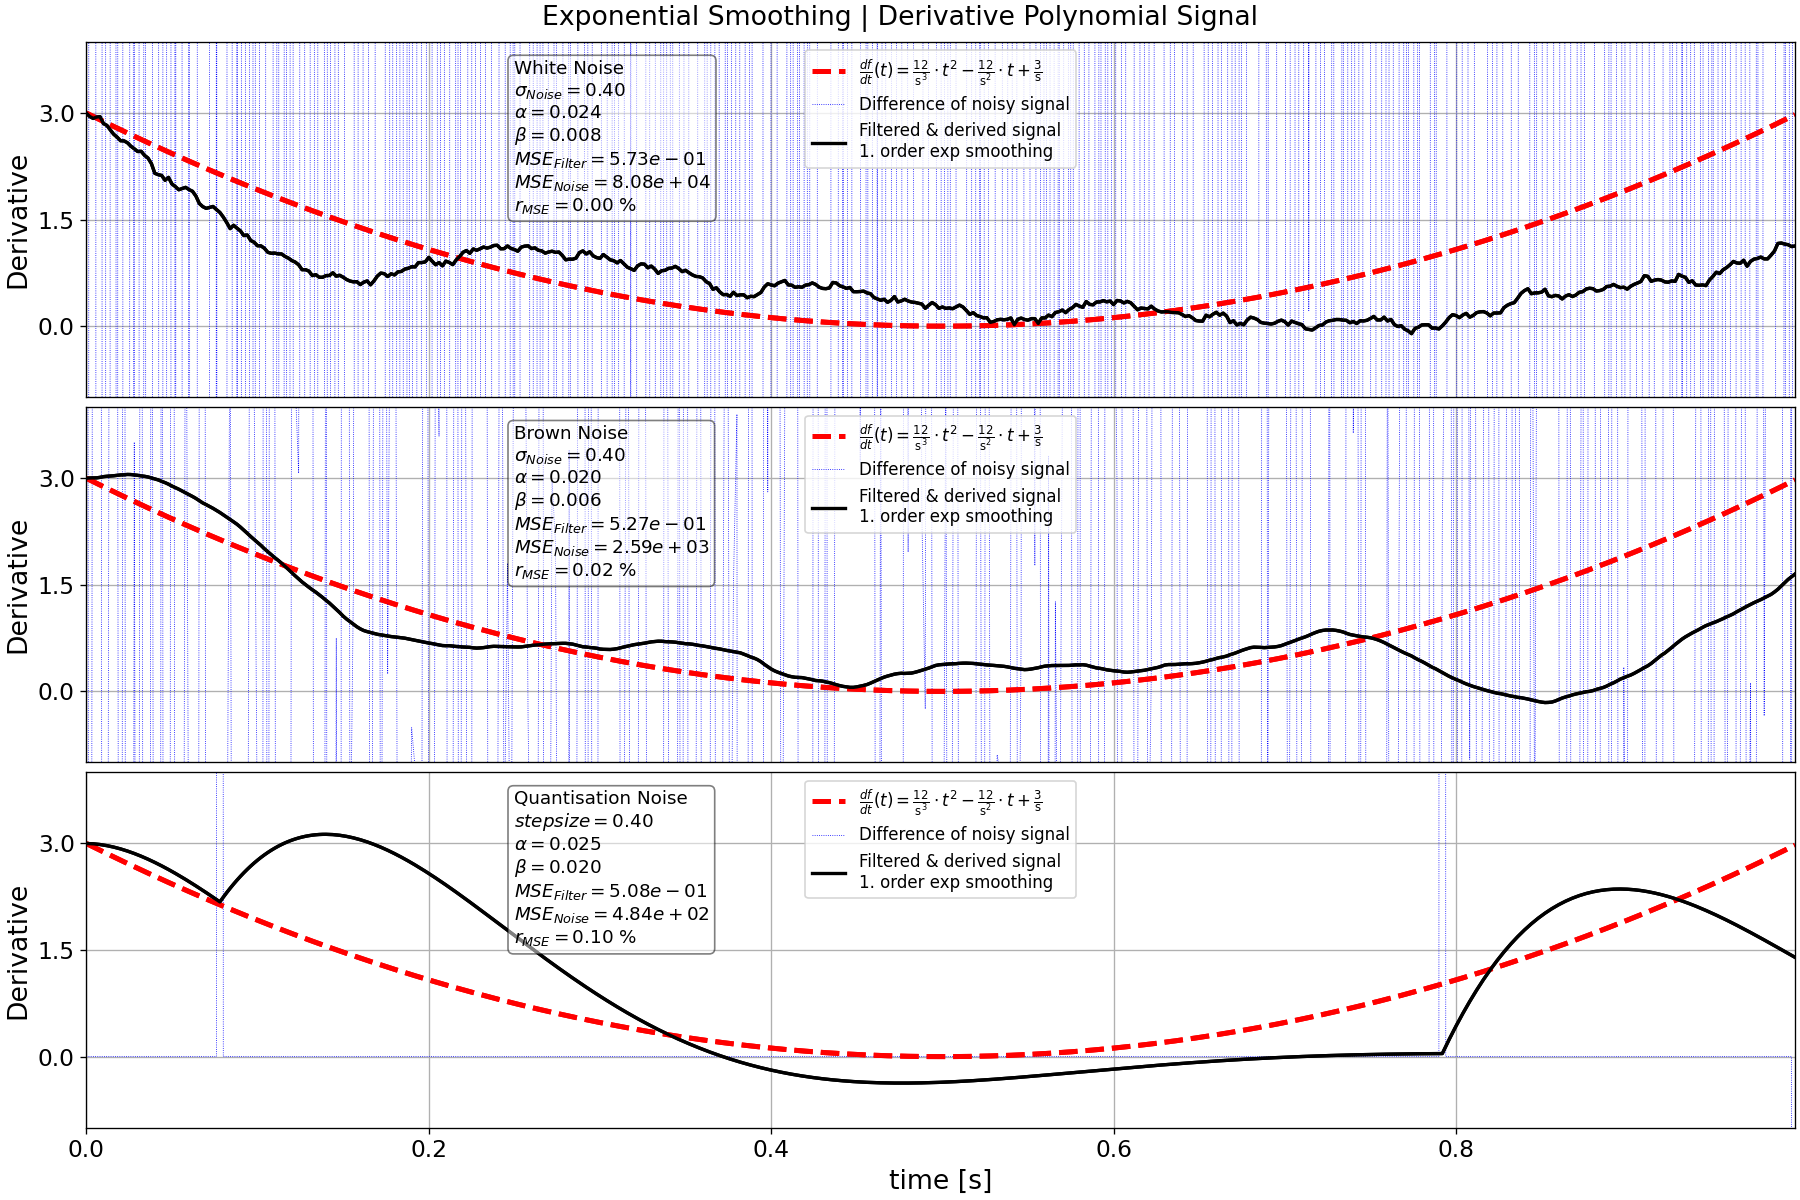 Exponential Smoothing | Derivative Polynomial Signal
Derivative
3.0
1.5
0.0
White Noise
σ_Noise = 0.40
α = 0.024
β = 0.008
MSE_Filter = 5.73e − 01
MSE_Noise = 8.08e + 04
r_MSE = 0.00 %
df/dt (t) = 12/s³ · t² − 12/s² · t + 3/s
Difference of noisy signal
Filtered & derived signal
1. order exp smoothing
Derivative
3.0
1.5
0.0
Brown Noise
σ_Noise = 0.40
α = 0.020
β = 0.006
MSE_Filter = 5.27e − 01
MSE_Noise = 2.59e + 03
r_MSE = 0.02 %
df/dt (t) = 12/s³ · t² − 12/s² · t + 3/s
Difference of noisy signal
Filtered & derived signal
1. order exp smoothing
Derivative
3.0
1.5
0.0
Quantisation Noise
stepsize = 0.40
α = 0.025
β = 0.020
MSE_Filter = 5.08e − 01
MSE_Noise = 4.84e + 02
r_MSE = 0.10 %
df/dt (t) = 12/s³ · t² − 12/s² · t + 3/s
Difference of noisy signal
Filtered & derived signal
1. order exp smoothing
0.0 0.2 0.4 0.6 0.8
time [s]